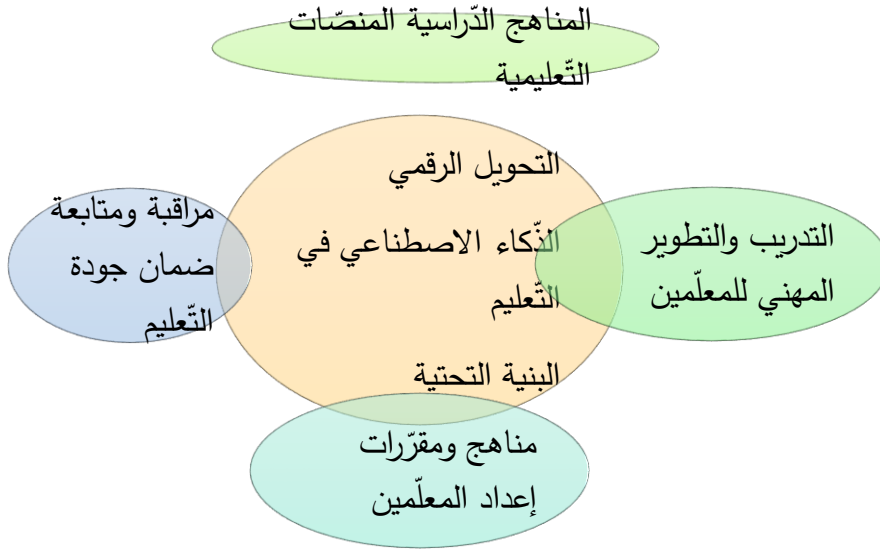 المناهج الدّراسية المنصّات
التّعليمية
التحويل الرقمي
الذّكاء الاصطناعي في
التّعليم
البنية التحتية
التدريب والتطوير
المهني للمعلّمين
مراقبة ومتابعة
ضمان جودة
التّعليم
مناهج ومقرّرات
إعداد المعلّمين